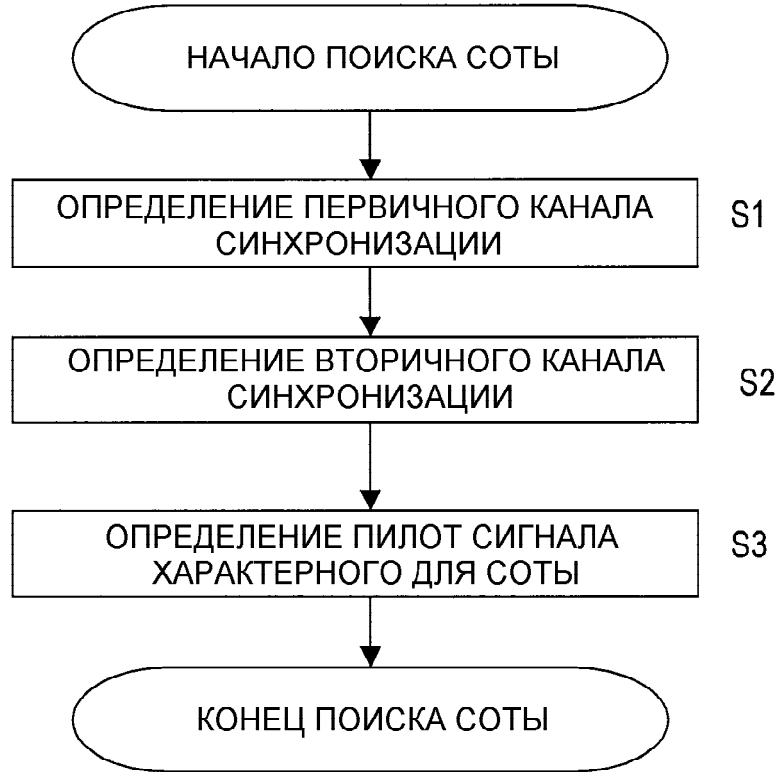 НАЧАЛО ПОИСКА СОТЫ
ОПРЕДЕЛЕНИЕ ПЕРВИЧНОГО КАНАЛА
СИНХРОНИЗАЦИИ
S1
ОПРЕДЕЛЕНИЕ ВТОРИЧНОГО КАНАЛА
СИНХРОНИЗАЦИИ
S2
ОПРЕДЕЛЕНИЕ ПИЛОТ СИГНАЛА
ХАРАКТЕРНОГО ДЛЯ СОТЫ
S3
КОНЕЦ ПОИСКА СОТЫ